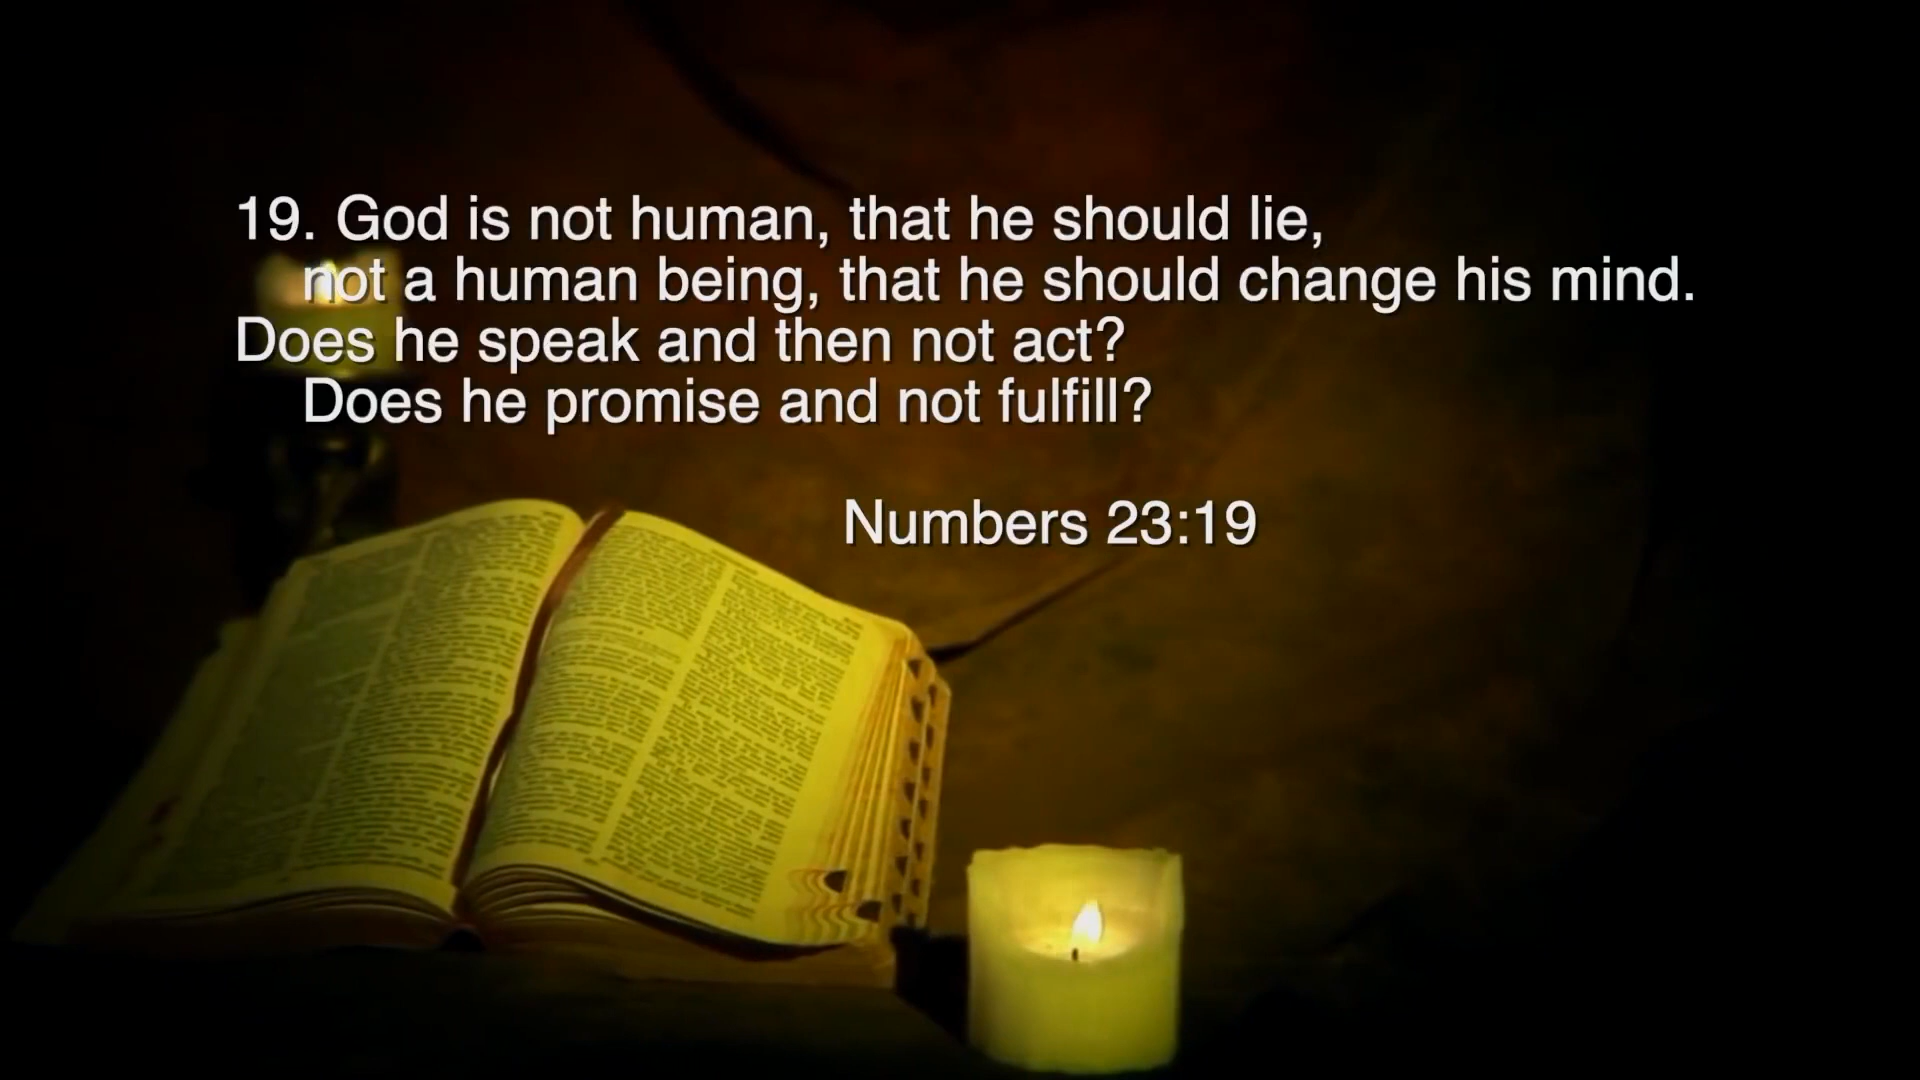 19. God is not human, that he should lie,
not a human being, that he should change his mind.
Does he speak and then not act?
Does he promise and not fulfill?
Numbers 23:19